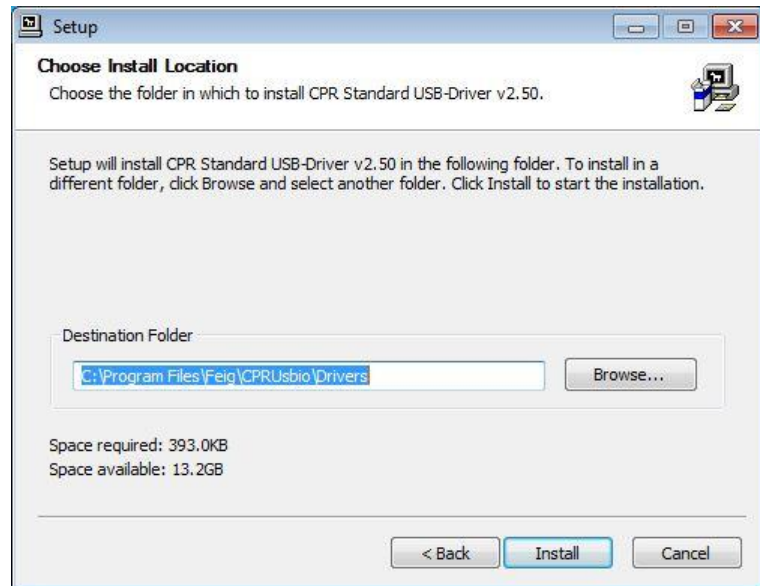 Setup
Choose Install Location
Choose the folder in which to install CPR Standard USB-Driver v2.50.
Setup will install CPR Standard USB-Driver v2.50 in the following folder. To install in a
different folder, click Browse and select another folder. Click Install to start the installation.
Destination Folder
C:\Program Files\Feig\CPRUsbio\Drivers
Browse...
Space required: 393.0KB
Space available: 13.2GB
< Back
Install
Cancel